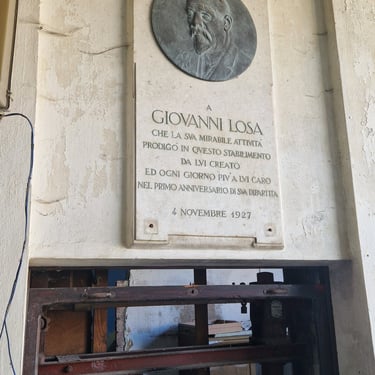 A
GIOVANNI LOSA
CHE LA SVA MIRABILE ATTIVITÀ
PRODIGÒ IN QVESTO STABILIMENTO
DA LVI CREATO
ED OGNI GIORNO PIV' A LVI CARO
NEL PRIMO ANNIVERSARIO DI SVA DIPARTITA
4 NOVEMBRE 1927